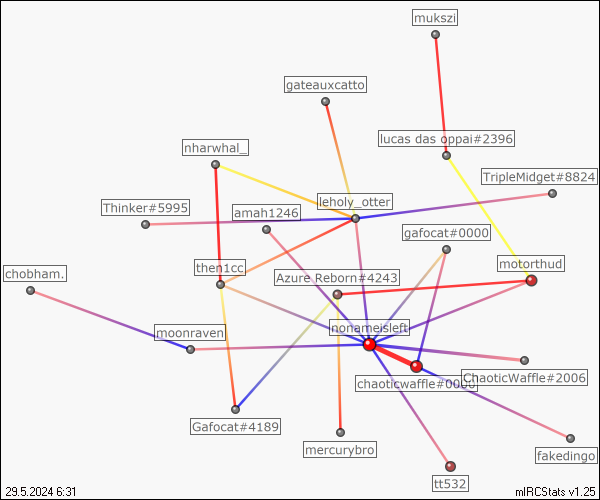 mukszi
gateauxcatto
lucas das oppai#2396
nharwhal_
TripleMidget#8824
leholy_otter
Thinker#5995
amah1246
gafocat#0000
then1cc
motorthud
chobham.
Azure Reborn#4243
nonameisleft
moonraven
ChaoticWaffle#2006
chaoticwaffle#0000
Gafocat#4189
mercurybro
fakedingo
tt532
29.5.2024 6:31
mIRCStats v1.25